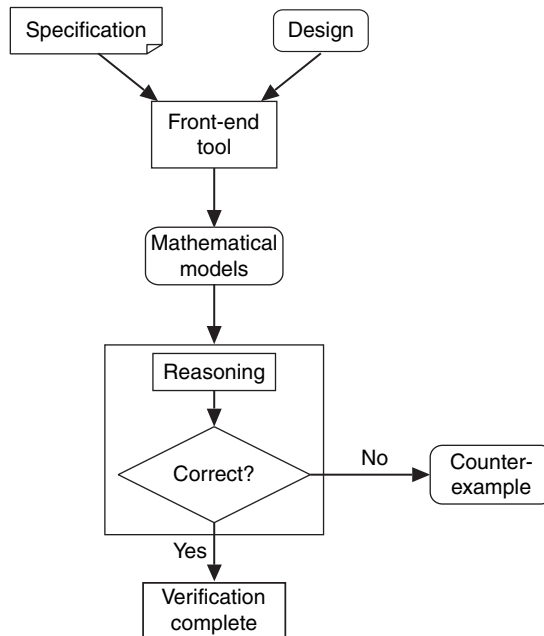 Specification
Design
Front-end
tool
Mathematical
models
Reasoning
Correct?
No
Counter-
example
Yes
Verification
complete